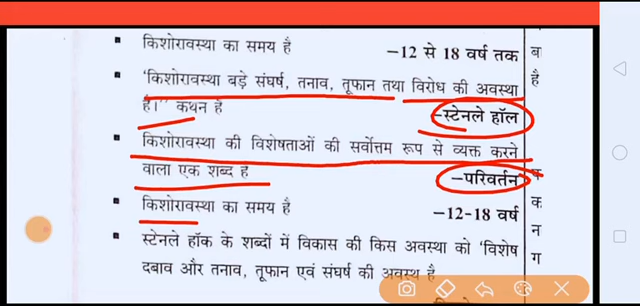 ▪ किशोरावस्था का समय है –12 से 18 वर्ष तक
▪ 'किशोरावस्था बड़े संघर्ष, तनाव, तूफान तथा विरोध की अवस्था
है।'' कथन है –स्टेनले हॉल
▪ किशोरावस्था की विशेषताओं की सर्वोत्तम रूप से व्यक्त करने
वाला एक शब्द है –परिवर्तन
▪ किशोरावस्था का समय है –12-18 वर्ष
▪ स्टेनले हॉक के शब्दों में विकास की किस अवस्था को 'विशेष
दबाव और तनाव, तूफान एवं संघर्ष की अवस्थ है
ब
है
क
न
ग